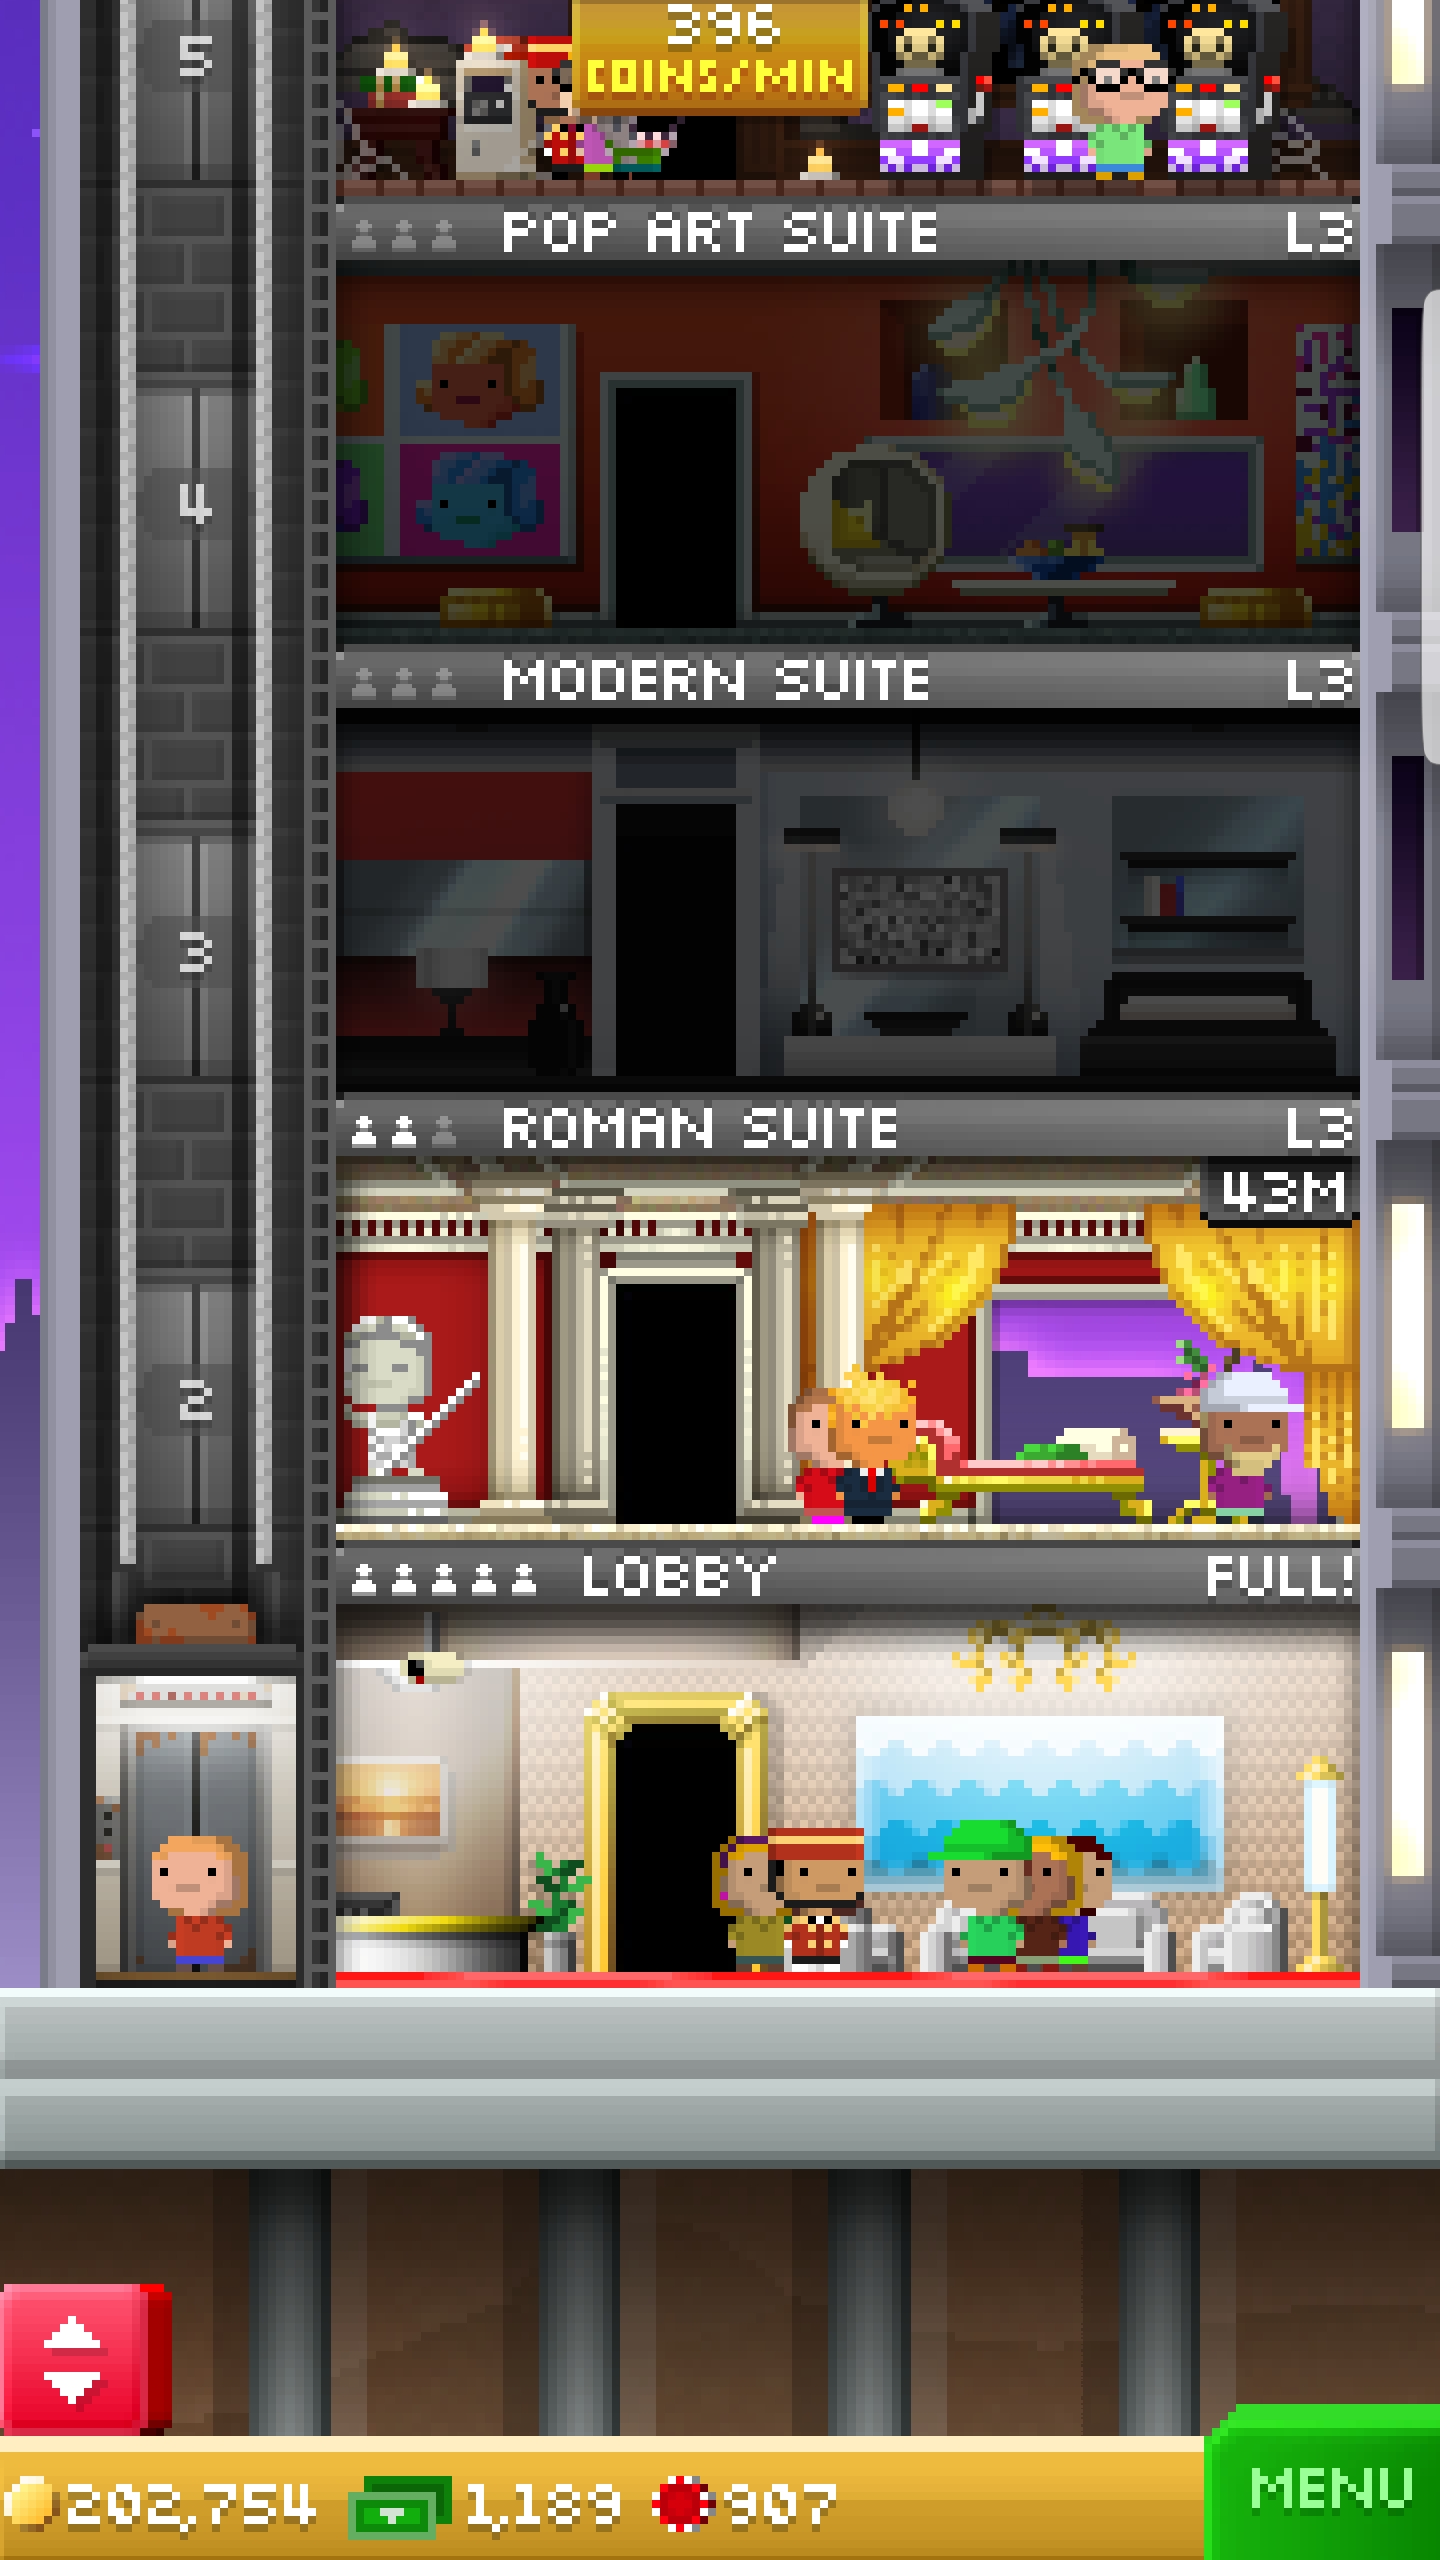 396
COINS/MIN
5
POP ART SUITE L3
4
MODERN SUITE L3
3
ROMAN SUITE L3
43M
2
LOBBY FULL!
202,754 1,189 907
MENU